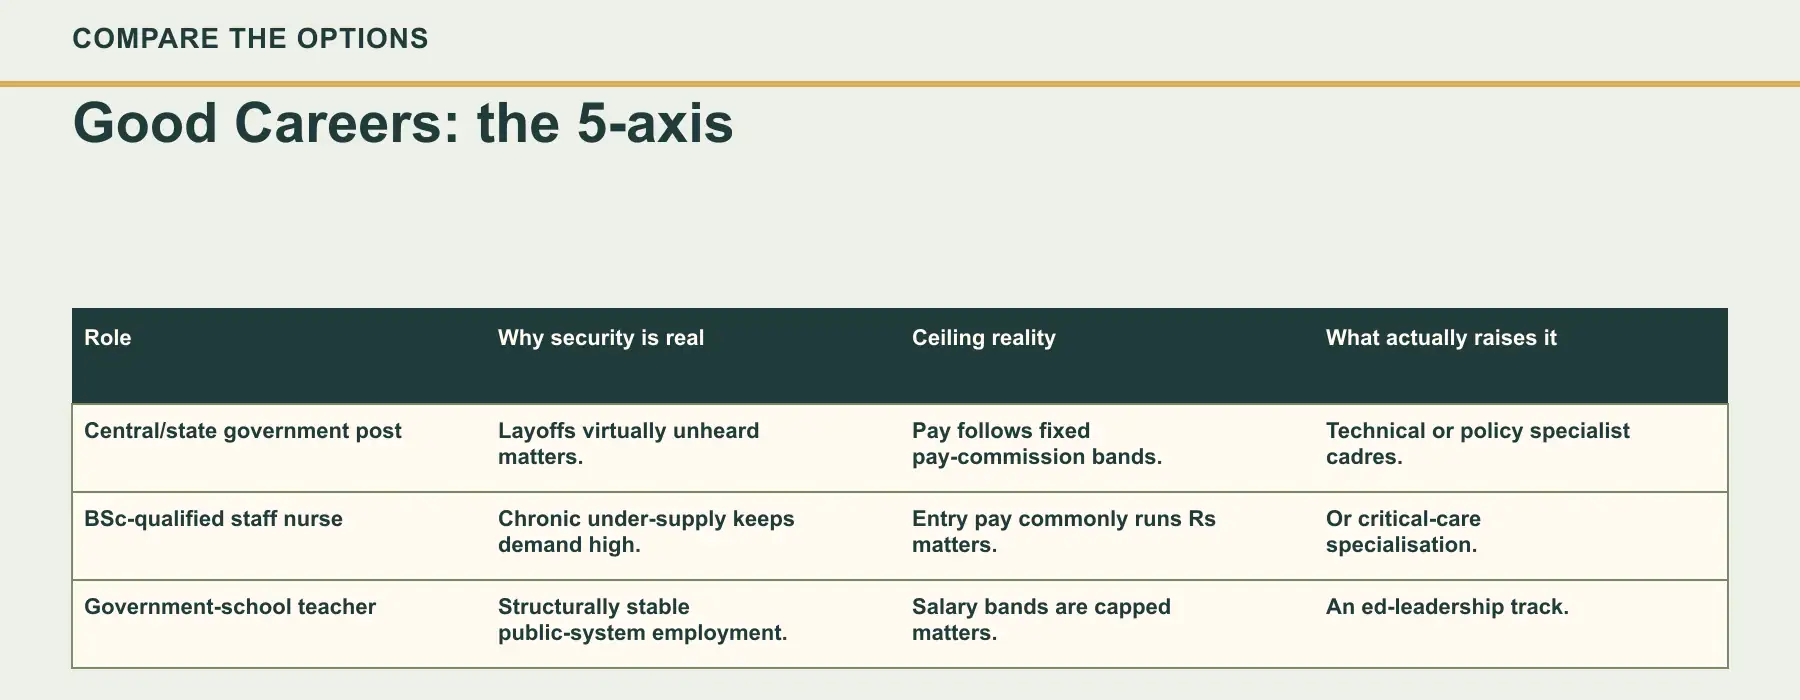 COMPARE THE OPTIONS
Good Careers: the 5-axis
Role
Why security is real
Ceiling reality
What actually raises it
Central/state government post
Layoffs virtually unheard
matters.
Pay follows fixed
pay-commission bands.
Technical or policy specialist
cadres.
BSc-qualified staff nurse
Chronic under-supply keeps
demand high.
Entry pay commonly runs Rs
matters.
Or critical-care
specialisation.
Government-school teacher
Structurally stable
public-system employment.
Salary bands are capped
matters.
An ed-leadership track.